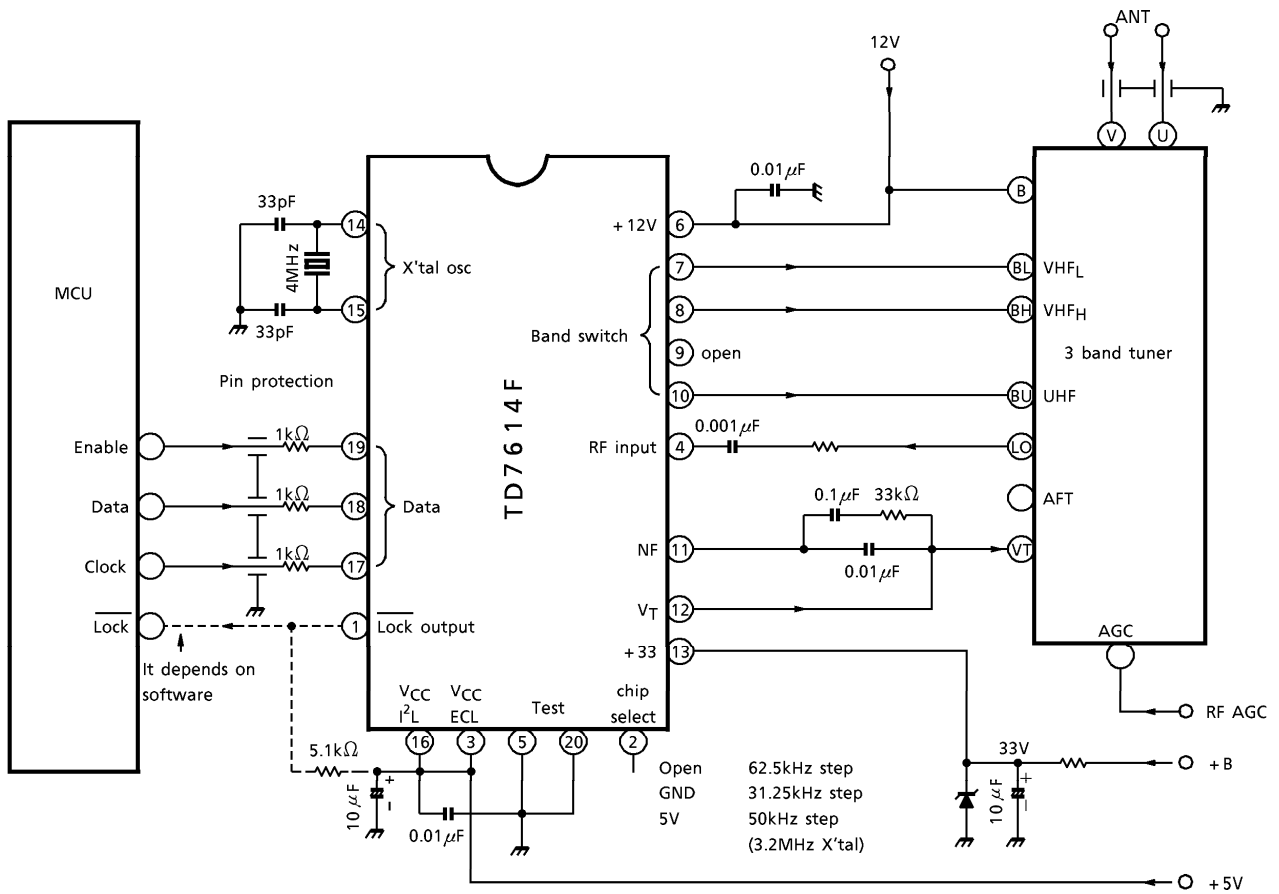 ANT
12V
V U
0.01μF
33pF
14
+12V 6
B
4MHz
X'tal osc
7
BL VHFL
MCU
15
33pF
Band switch
8
BH VHFH
9 open
3 band tuner
Pin protection
10
BU UHF
TD7614F
0.001μF
Enable
1kΩ
19
RF input 4
LO
Data
1kΩ
18
Data
0.1μF 33kΩ
AFT
Clock
1kΩ
17
NF 11
0.01μF
VT
Lock
1 Lock output
VT 12
It depends on
software
+33 13
AGC
VCC
I2L
VCC
ECL
Test
chip
select
16 3 5 20 2
RF AGC
5.1kΩ
+
-
10μF
0.01μF
Open 62.5kHz step
GND 31.25kHz step
5V 50kHz step
(3.2MHz X'tal)
33V
+
-
10μF
+B
+5V